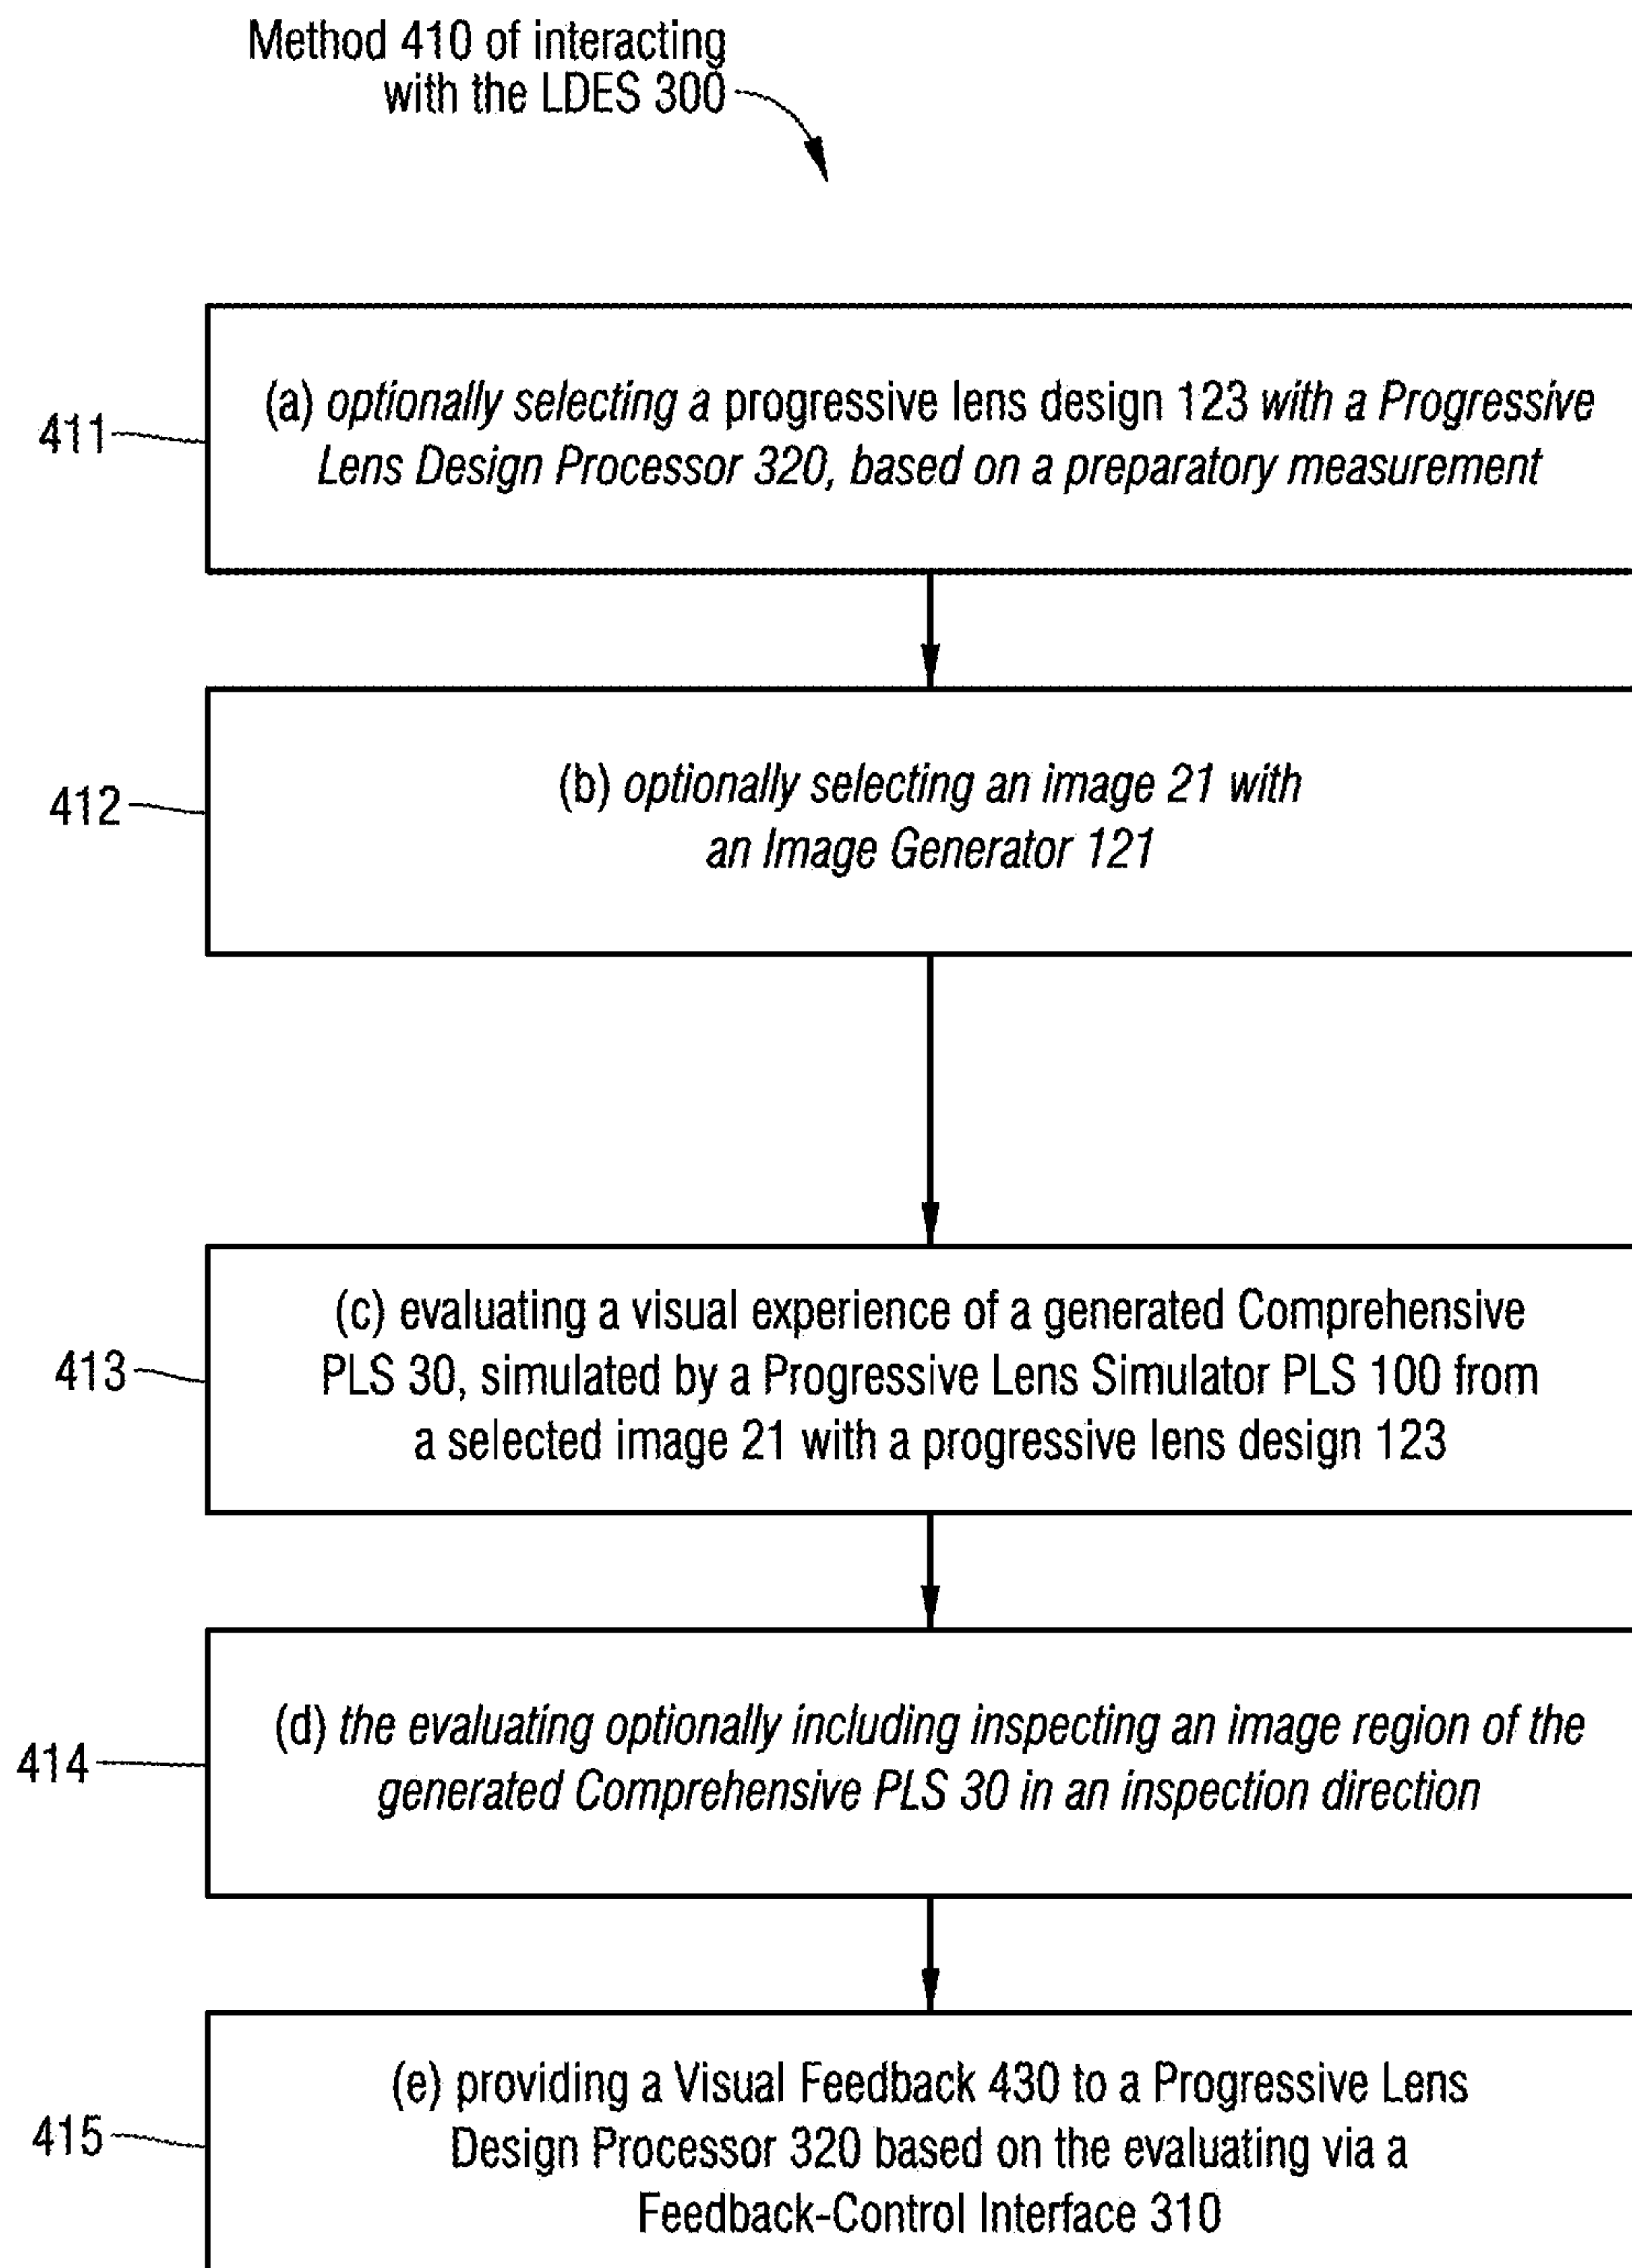 Method 410 of interacting
with the LDES 300
411
(a) optionally selecting a progressive lens design 123 with a Progressive
Lens Design Processor 320, based on a preparatory measurement
412
(b) optionally selecting an image 21 with
an Image Generator 121
413
(c) evaluating a visual experience of a generated Comprehensive
PLS 30, simulated by a Progressive Lens Simulator PLS 100 from
a selected image 21 with a progressive lens design 123
414
(d) the evaluating optionally including inspecting an image region of the
generated Comprehensive PLS 30 in an inspection direction
415
(e) providing a Visual Feedback 430 to a Progressive Lens
Design Processor 320 based on the evaluating via a
Feedback-Control Interface 310